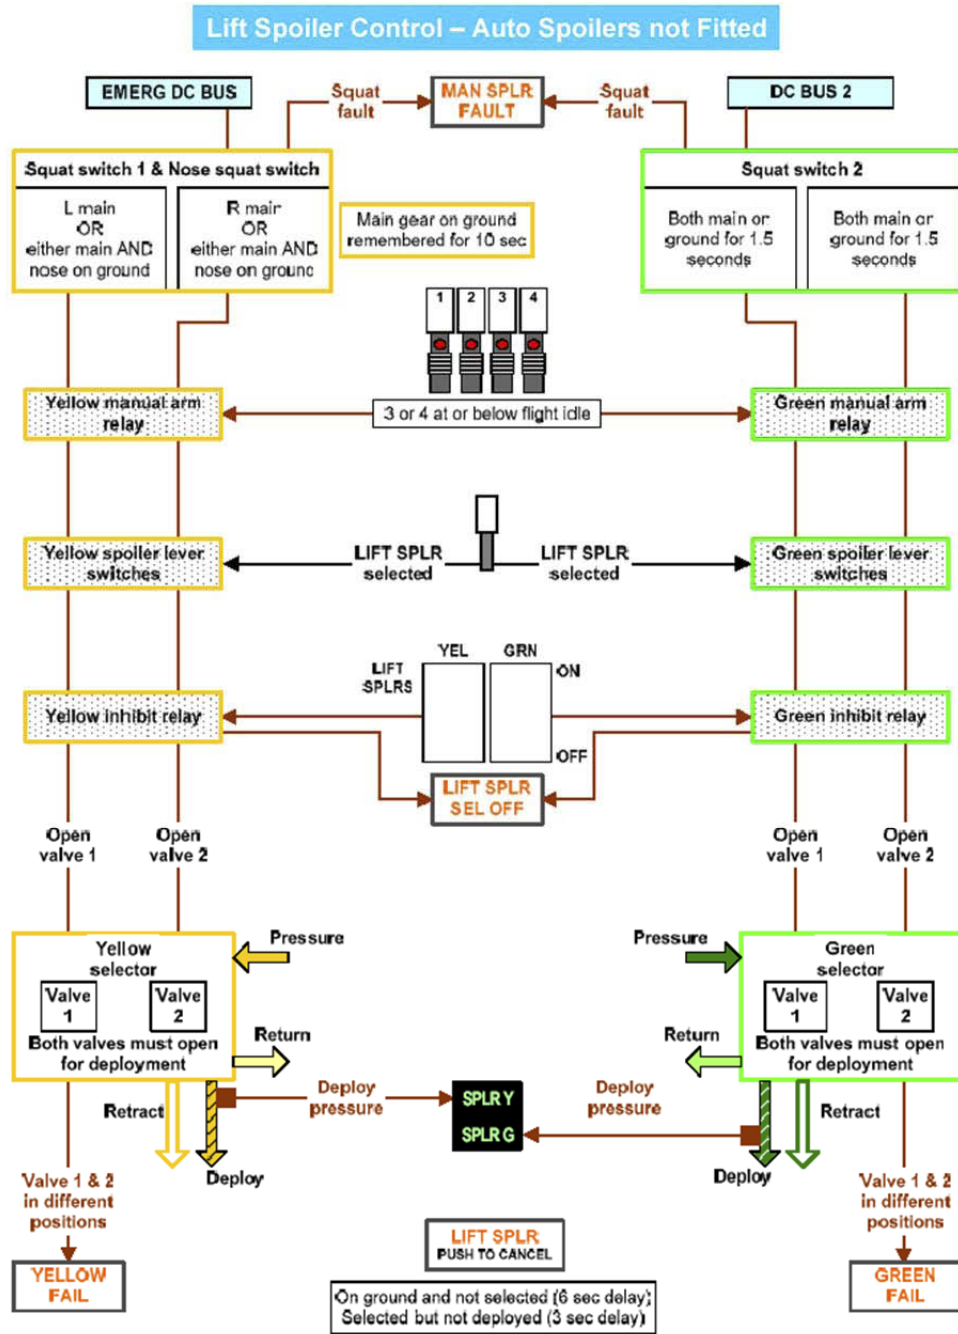 Lift Spoiler Control – Auto Spoilers not Fitted
EMERG DC BUS
Squat
fault
MAN SPLR
FAULT
Squat
fault
DC BUS 2
Squat switch 1 & Nose squat switch
L main
OR
either main AND
nose on ground
R main
OR
either main AND
nose on ground
Main gear on ground
remembered for 10 sec
Squat switch 2
Both main on
ground for 1.5
seconds
Both main on
ground for 1.5
seconds
1 2 3 4
Yellow manual arm
relay
3 or 4 at or below flight idle
Green manual arm
relay
Yellow spoiler lever
switches
LIFT SPLR
selected
LIFT SPLR
selected
Green spoiler lever
switches
YEL GRN
LIFT
SPLRS
ON
OFF
Yellow inhibit relay
Green inhibit relay
LIFT SPLR
SEL OFF
Open
valve 1
Open
valve 2
Open
valve 1
Open
valve 2
Yellow
selector
Valve
1
Valve
2
Both valves must open
for deployment
Pressure
Return
Pressure
Return
Green
selector
Valve
1
Valve
2
Both valves must open
for deployment
Retract
Deploy
Deploy
pressure
SPLR Y
SPLR G
Deploy
pressure
Retract
Deploy
Valve 1 & 2
in different
positions
YELLOW
FAIL
Valve 1 & 2
in different
positions
GREEN
FAIL
LIFT SPLR
PUSH TO CANCEL
On ground and not selected (6 sec delay)
Selected but not deployed (3 sec delay)